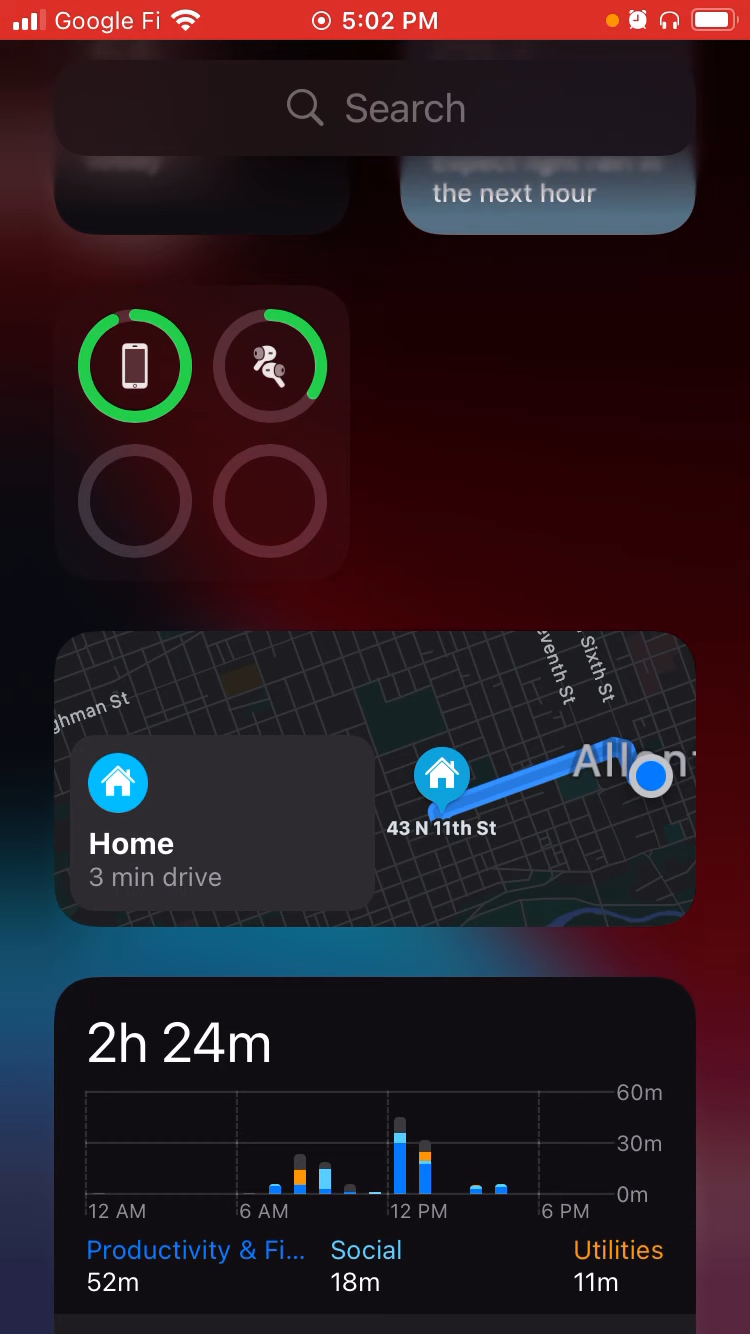 Google Fi 5:02 PM
Search
the next hour
ghman St
venth St
Sixth St
43 N 11th St
Home
3 min drive
2h 24m
60m
30m
0m
12 AM 6 AM 12 PM 6 PM
Productivity & Fi... Social Utilities
52m 18m 11m